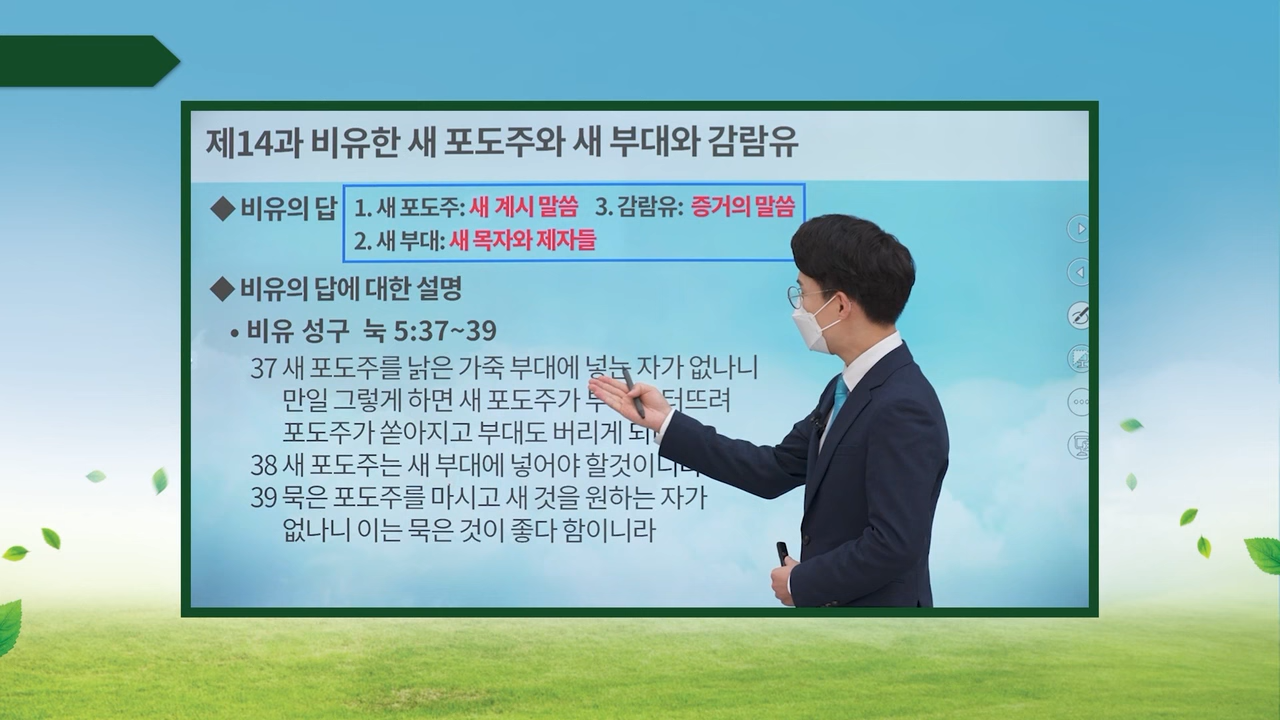 제14과 비유한 새 포도주와 새 부대와 감람유
◆ 비유의 답 1. 새 포도주: 새 계시 말씀 3. 감람유: 증거의 말씀
2. 새 부대: 새 목자와 제자들
◆ 비유의 답에 대한 설명
• 비유 성구 눅 5:37~39
37 새 포도주를 낡은 가죽 부대에 넣는 자가 없나니
만일 그렇게 하면 새 포도주가 터뜨려
포도주가 쏟아지고 부대도 버리게
38 새 포도주는 새 부대에 넣어야 할것이니라
39 묵은 포도주를 마시고 새 것을 원하는 자가
없나니 이는 묵은 것이 좋다 함이니라